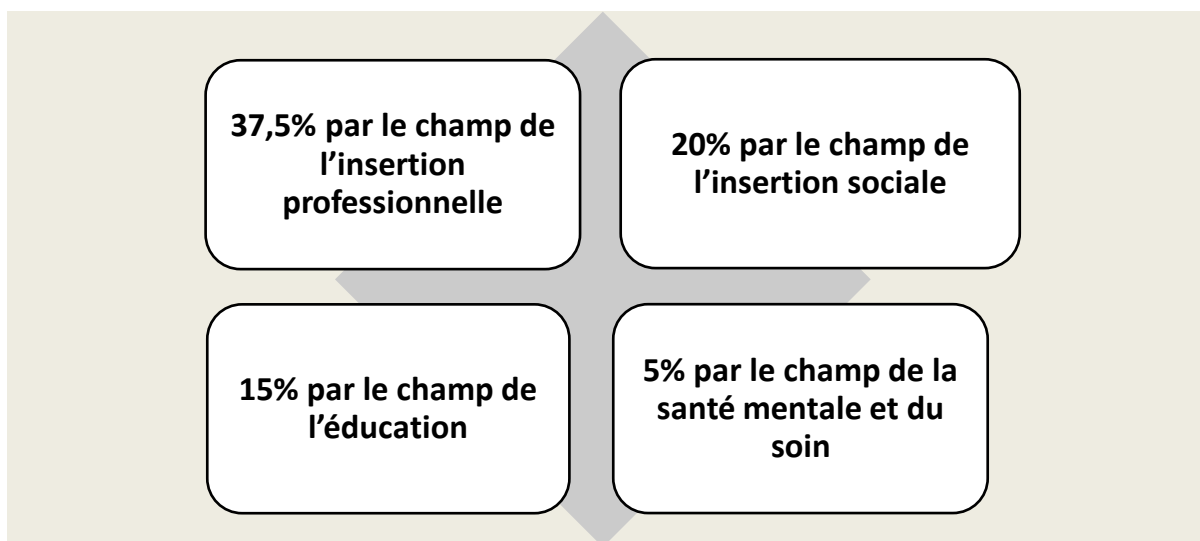 37,5% par le champ de
l’insertion
professionnelle
20% par le champ de
l’insertion sociale
15% par le champ de
l’éducation
5% par le champ de la
santé mentale et du
soin